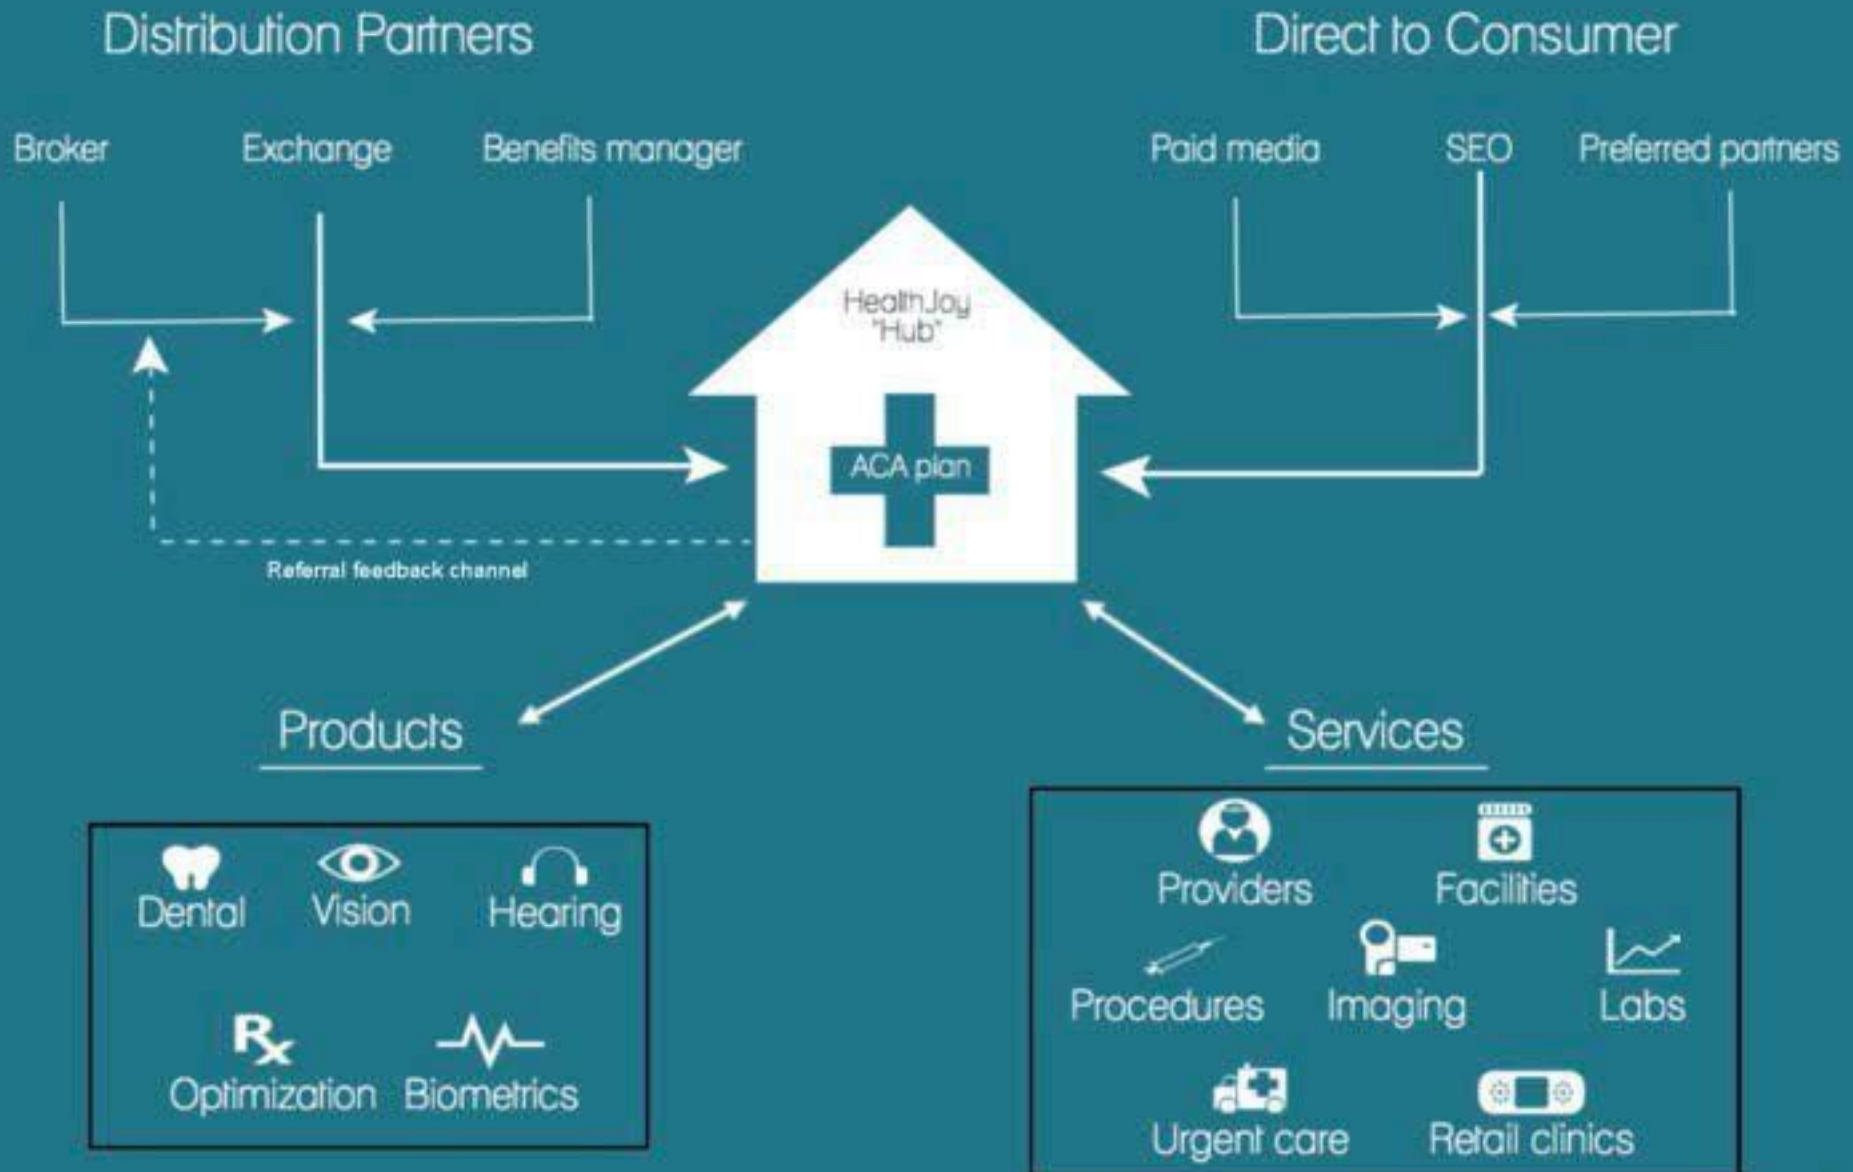 Distribution Partners
Direct to Consumer
Broker
Exchange
Benefits manager
Paid media
SEO
Preferred partners
HealthJoy
"Hub"
ACA plan
Referral feedback channel
Products
Services
Dental
Vision
Hearing
Rx
Optimization
Biometrics
Providers
Facilities
Procedures
Imaging
Labs
Urgent care
Retail clinics